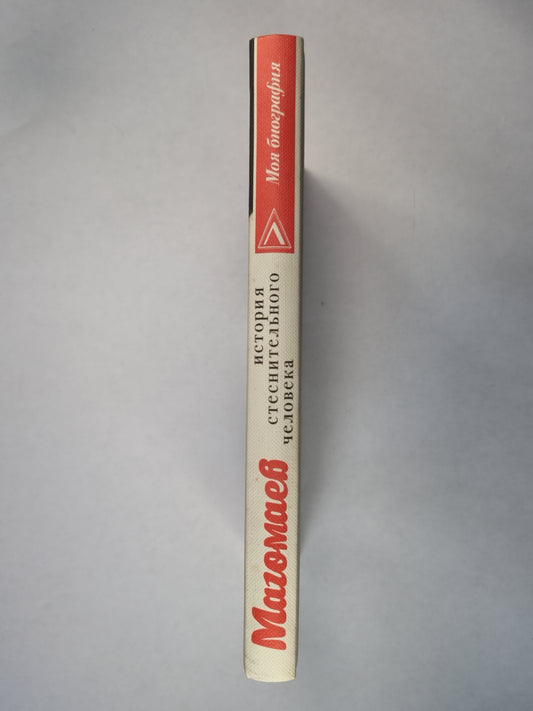 Магомаев
история
стеснительного
человека
Моя биография